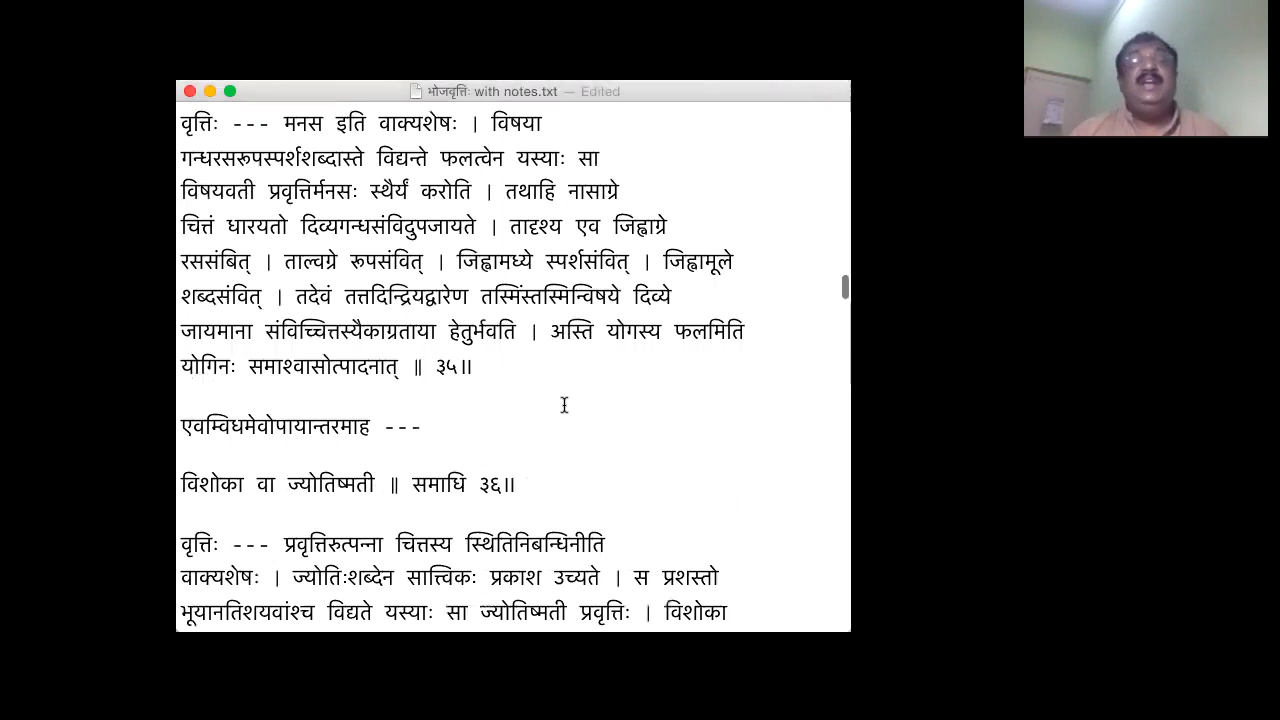 भोजवृत्तिः with notes.txt — Edited
वृत्तिः --- मनस इति वाक्यशेषः । विषया
गन्धरसरूपस्पर्शशब्दास्ते विद्यन्ते फलत्वेन यस्याः सा
विषयवती प्रवृत्तिर्मनसः स्थैर्यं करोति । तथाहि नासाग्रे
चित्तं धारयतो दिव्यगन्धसंविदुपजायते । तादृश्य एव जिह्वाग्रे
रससंबित् । ताल्वग्रे रूपसंवित् । जिह्वामध्ये स्पर्शसंवित् । जिह्वामूले
शब्दसंवित् । तदेवं तत्तदिन्द्रियद्वारेण तस्मिंस्तस्मिन्विषये दिव्ये
जायमाना संविच्चित्तस्यैकाग्रताया हेतुर्भवति । अस्ति योगस्य फलमिति
योगिनः समाश्वासोत्पादनात् ॥ ३५॥
एवम्विधमेवोपायान्तरमाह ---
विशोका वा ज्योतिष्मती ॥ समाधि ३६॥
वृत्तिः --- प्रवृत्तिरुत्पन्ना चित्तस्य स्थितिनिबन्धिनीति
वाक्यशेषः । ज्योतिःशब्देन सात्त्विकः प्रकाश उच्यते । स प्रशस्तो
भूयानतिशयवांश्च विद्यते यस्याः सा ज्योतिष्मती प्रवृत्तिः । विशोका